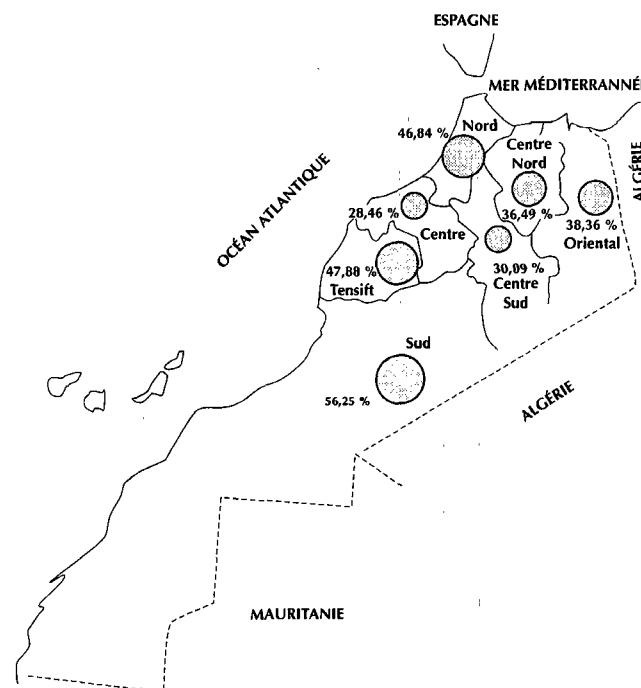 ESPAGNE
MER MÉDITERRANNÉ
Nord
46,84 %
Centre
Nord
ALGÉRIE
OCÉAN ATLANTIQUE
28,46 %
36,49 %
38,36 %
Oriental
Centre
47,88 %
Tensift
30,09 %
Centre
Sud
Sud
56,25 %
ALGÉRIE
MAURITANIE